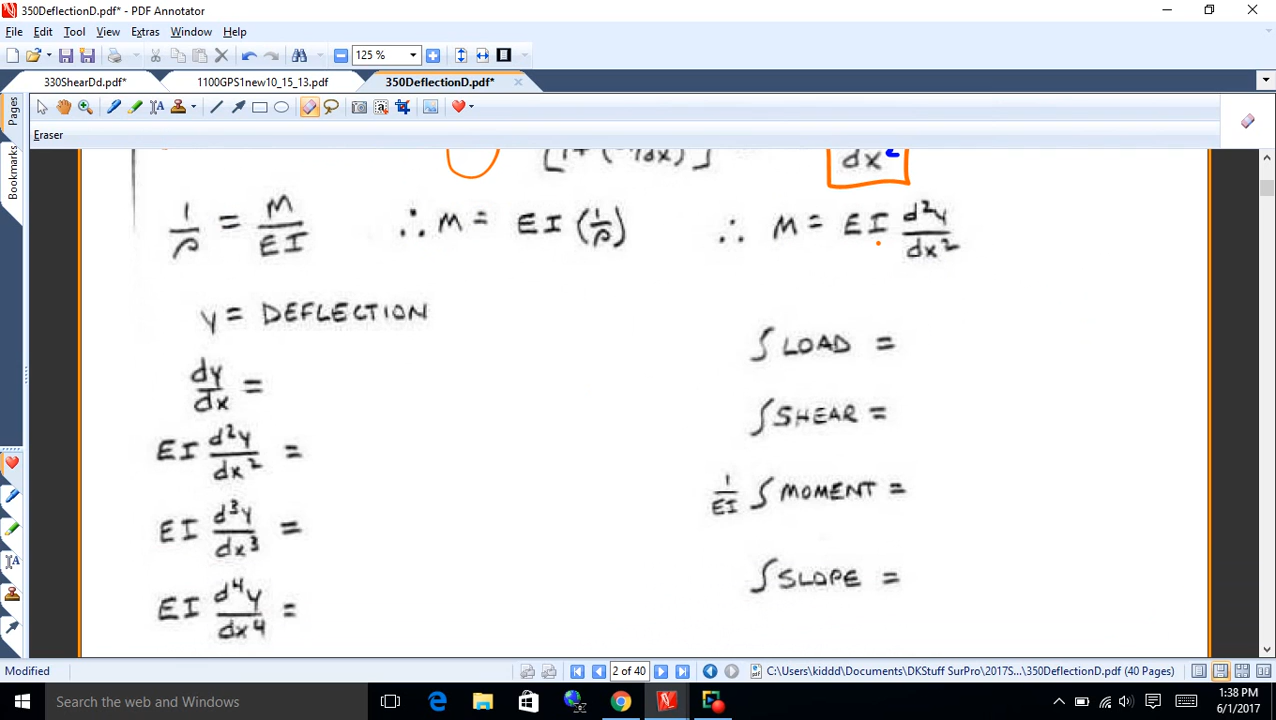 350DeflectionD.pdf* - PDF Annotator
File Edit Tool View Extras Window Help
125 %
330ShearDd.pdf* 1100GPS1new10_15_13.pdf 350DeflectionD.pdf*
Eraser
Pages
Bookmarks
dx²
1/ρ = M/EI ∴ M = EI (1/ρ) ∴ M = EI d²y/dx²
y = DEFLECTION
∫LOAD =
dy/dx =
∫SHEAR =
EI d²y/dx² =
1/EI ∫MOMENT =
EI d³y/dx³ =
∫SLOPE =
EI d⁴y/dx⁴ =
Modified 2 of 40 C:\Users\kiddd\Documents\DKStuff SurPro\2017S...\350DeflectionD.pdf (40 Pages)
Search the web and Windows
1:38 PM
6/1/2017